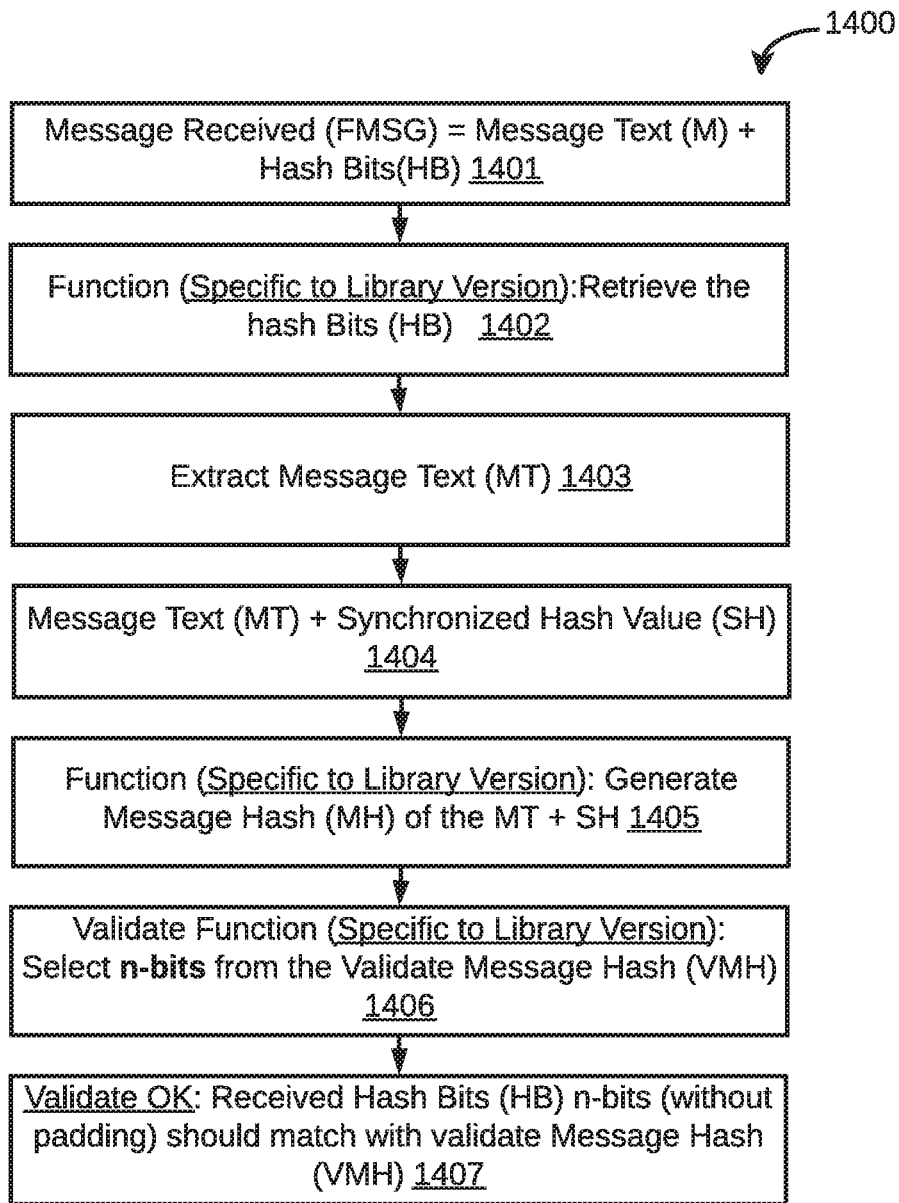 1400
Message Received (FMSG) = Message Text (M) +
Hash Bits(HB) 1401
Function (Specific to Library Version):Retrieve the
hash Bits (HB) 1402
Extract Message Text (MT) 1403
Message Text (MT) + Synchronized Hash Value (SH)
1404
Function (Specific to Library Version): Generate
Message Hash (MH) of the MT + SH 1405
Validate Function (Specific to Library Version):
Select n-bits from the Validate Message Hash (VMH)
1406
Validate OK: Received Hash Bits (HB) n-bits (without
padding) should match with validate Message Hash
(VMH) 1407